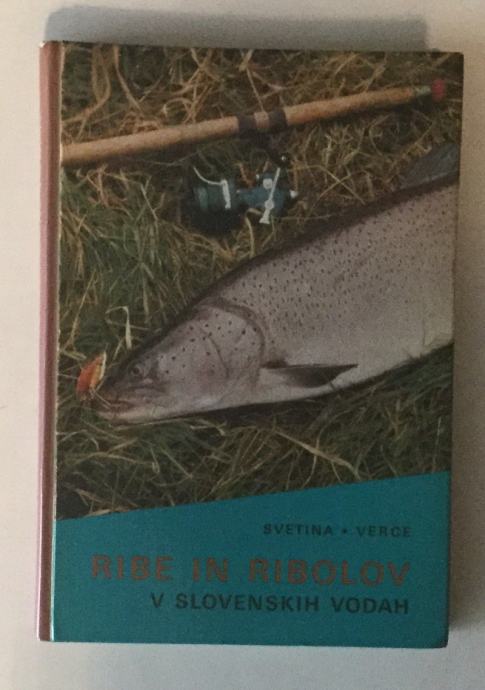 SVETINA • VERCE
RIBE IN RIBOLOV
V SLOVENSKIH VODAH